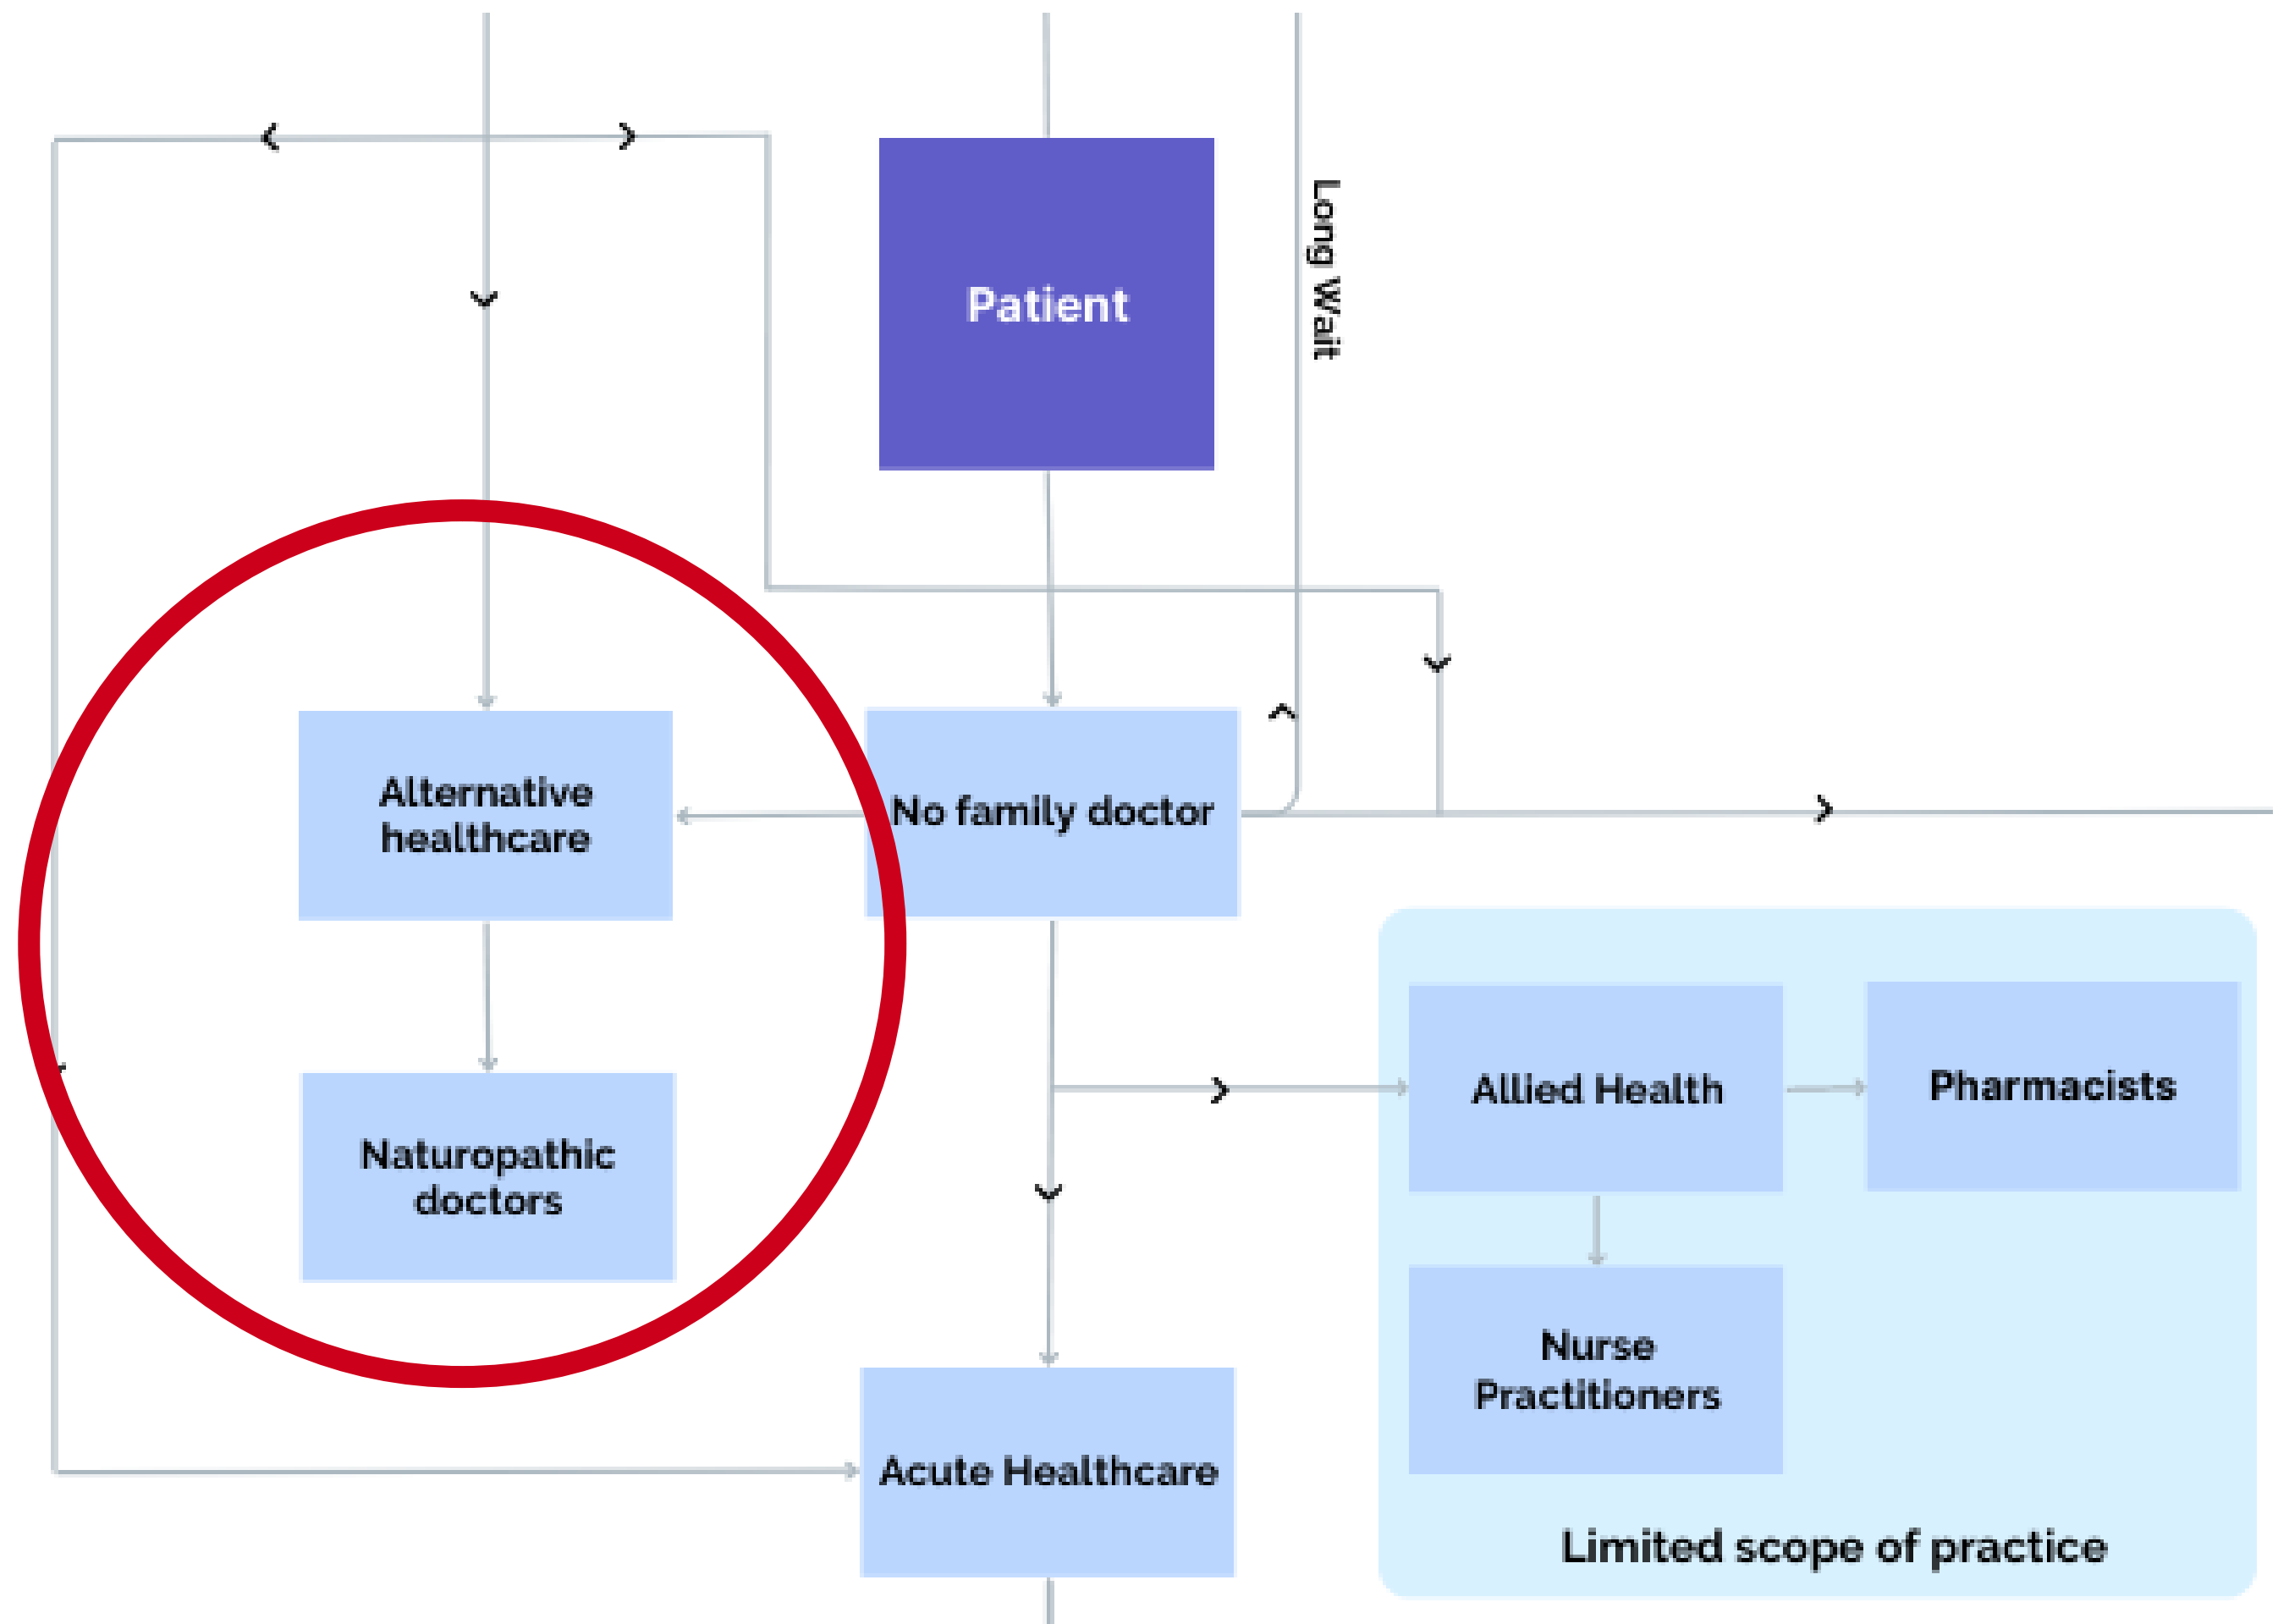 Long Wait
Patient
Alternative
healthcare
No family doctor
Allied Health
Pharmacists
Naturopathic
doctors
Nurse
Practitioners
Acute Healthcare
Limited scope of practice